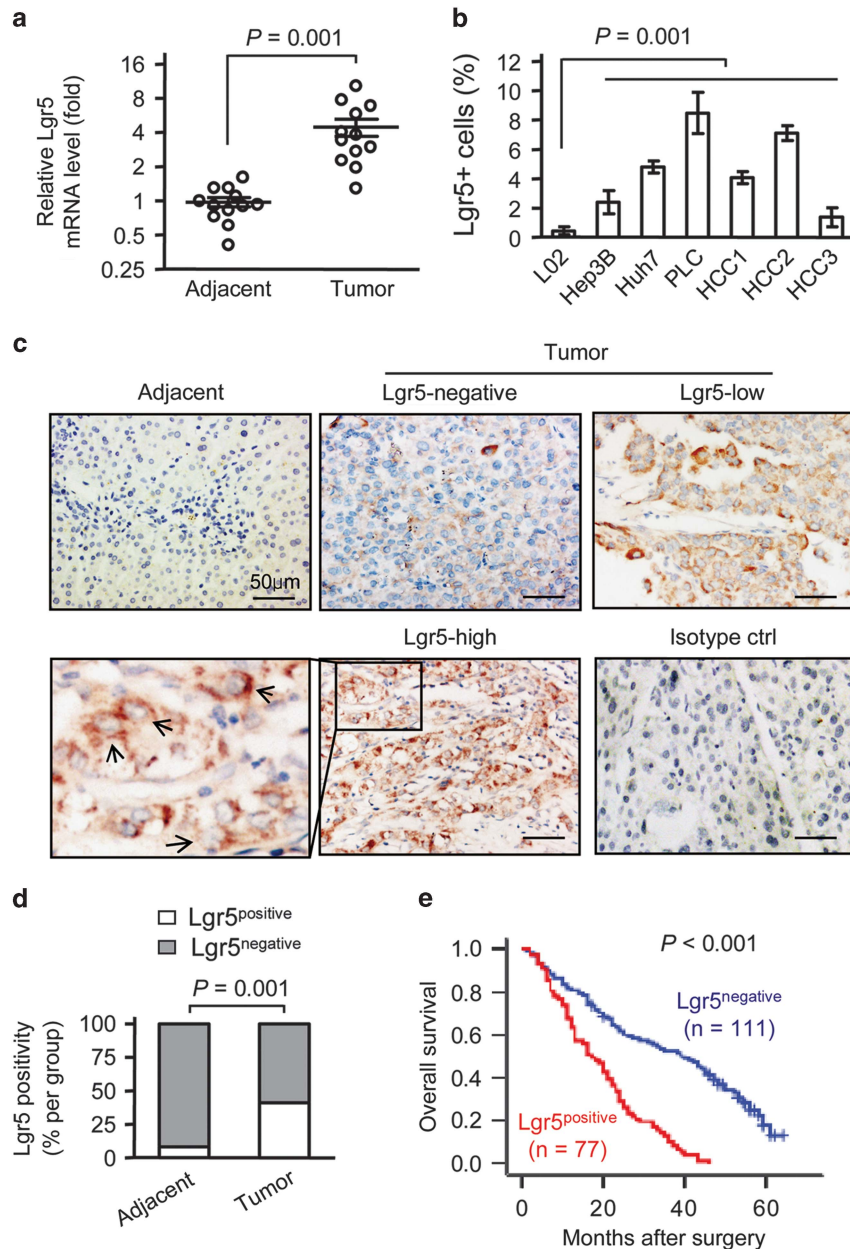 a
P = 0.001
Relative Lgr5
mRNA level (fold)
16
8
4
2
1
0.5
0.25
Adjacent
Tumor
b
P = 0.001
Lgr5+ cells (%)
12
10
8
6
4
2
0
L02
Hep3B
Huh7
PLC
HCC1
HCC2
HCC3
c
Tumor
Adjacent
Lgr5-negative
Lgr5-low
50µm
Lgr5-high
Isotype ctrl
d
Lgr5positive
Lgr5negative
P = 0.001
Lgr5 positivity
(% per group)
100
75
50
25
0
Adjacent
Tumor
e
P < 0.001
Overall survival
1.0
0.8
0.6
0.4
0.2
0.0
Lgr5negative
(n = 111)
Lgr5positive
(n = 77)
0
20
40
60
Months after surgery